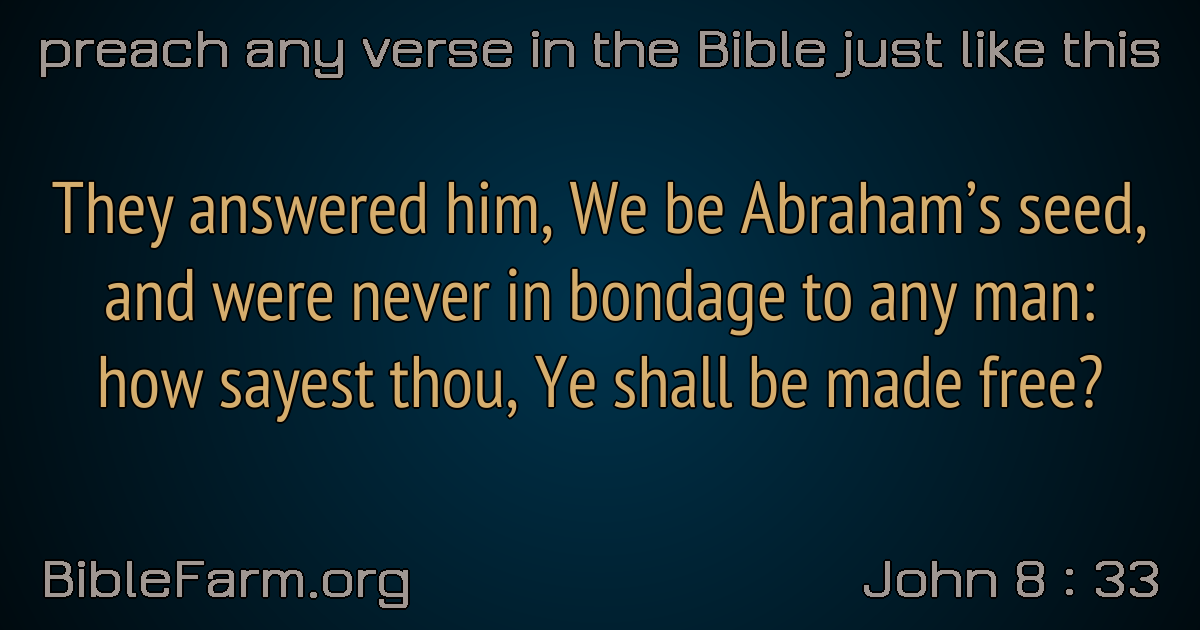 preach any verse in the Bible just like this
They answered him, We be Abraham’s seed,
and were never in bondage to any man:
how sayest thou, Ye shall be made free?
BibleFarm.org
John 8 : 33